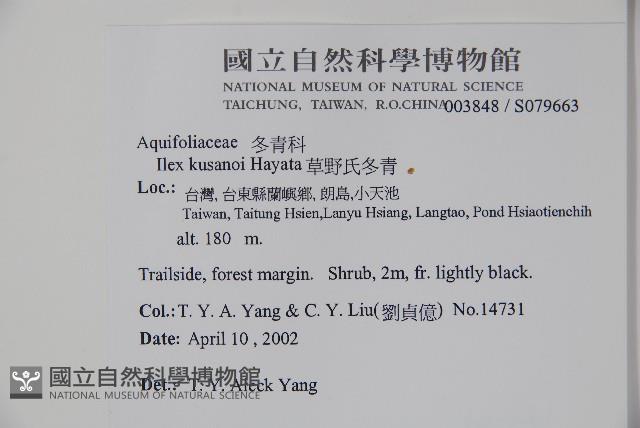 國立自然科學博物館
NATIONAL MUSEUM OF NATURAL SCIENCE
TAICHUNG, TAIWAN, R.O.CHINA 003848 / S079663
Aquifoliaceae 冬青科
Ilex kusanoi Hayata 草野氏冬青
Loc.: 台灣, 台東縣蘭嶼鄉, 朗島,小天池
Taiwan, Taitung Hsien,Lanyu Hsiang, Langtao, Pond Hsiaotienchih
alt. 180 m.
Trailside, forest margin. Shrub, 2m, fr. lightly black.
Col.: T. Y. A. Yang & C. Y. Liu(劉貞億) No.14731
Date: April 10 , 2002
Det.: T. Y. Aleck Yang
國立自然科學博物館
NATIONAL MUSEUM OF NATURAL SCIENCE